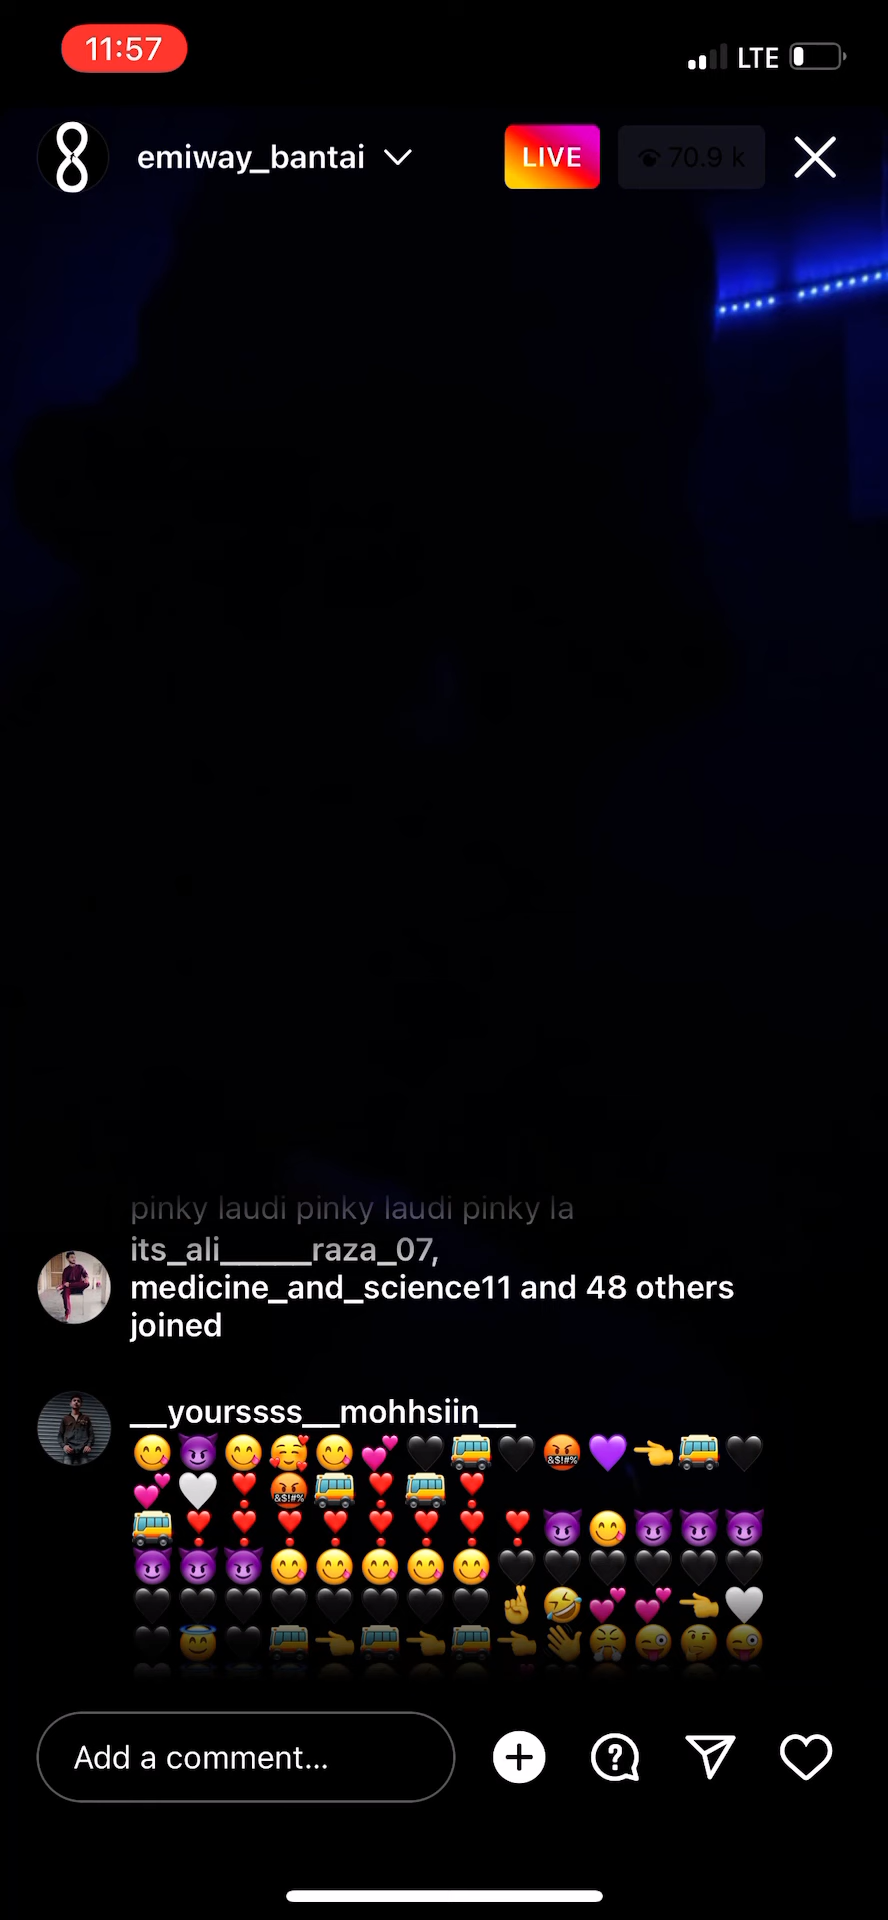 11:57
LTE
emiway_bantai
LIVE
70.9 k
pinky laudi pinky laudi pinky la
its_ali______raza_07,
medicine_and_science11 and 48 others
joined
__yourssss__mohhsiin__
😋😈😋🥰😋💕🖤🚌🖤🤬💜👈🚌🖤
💕🤍❣️🤬🚌❣️🚌❣️
🚌❣️❣️❣️❣️❣️❣️❣️❣️😈😋😈😈😈
😈😈😈😋😋😋😋😋🖤🖤🖤🖤🖤🖤
🖤🖤🖤🖤🖤🖤🖤🖤🤞🤣💕💕👈🤍
🖤😇🖤🚌👈🚌👈🚌👈👋😤😜🤔😜
Add a comment...